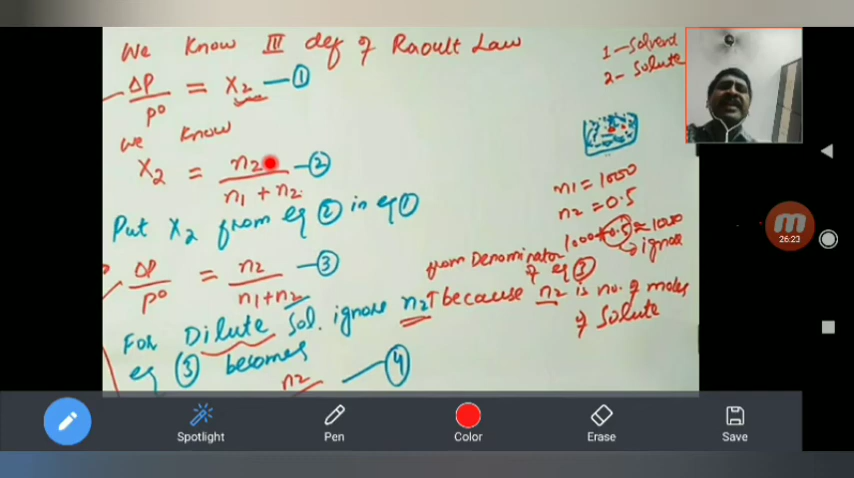 We Know III def of Raoult Law
1 - Solvent
2 - Solute
ΔP/P° = X2 — ①
We Know
X2 = n2/(n1 + n2) — ②
n1 = 1000
n2 = 0.5
Put X2 from eq ② in eq ①
1000+0.5 ≈ 1000
ignore
ΔP/P° = n2/(n1+n2) — ③
from Denominator of eq ③
For Dilute Sol. ignore n2↑ because n2 is no. of moles of Solute
eq ③ becomes
n2 — ④
26:23
Spotlight
Pen
Color
Erase
Save